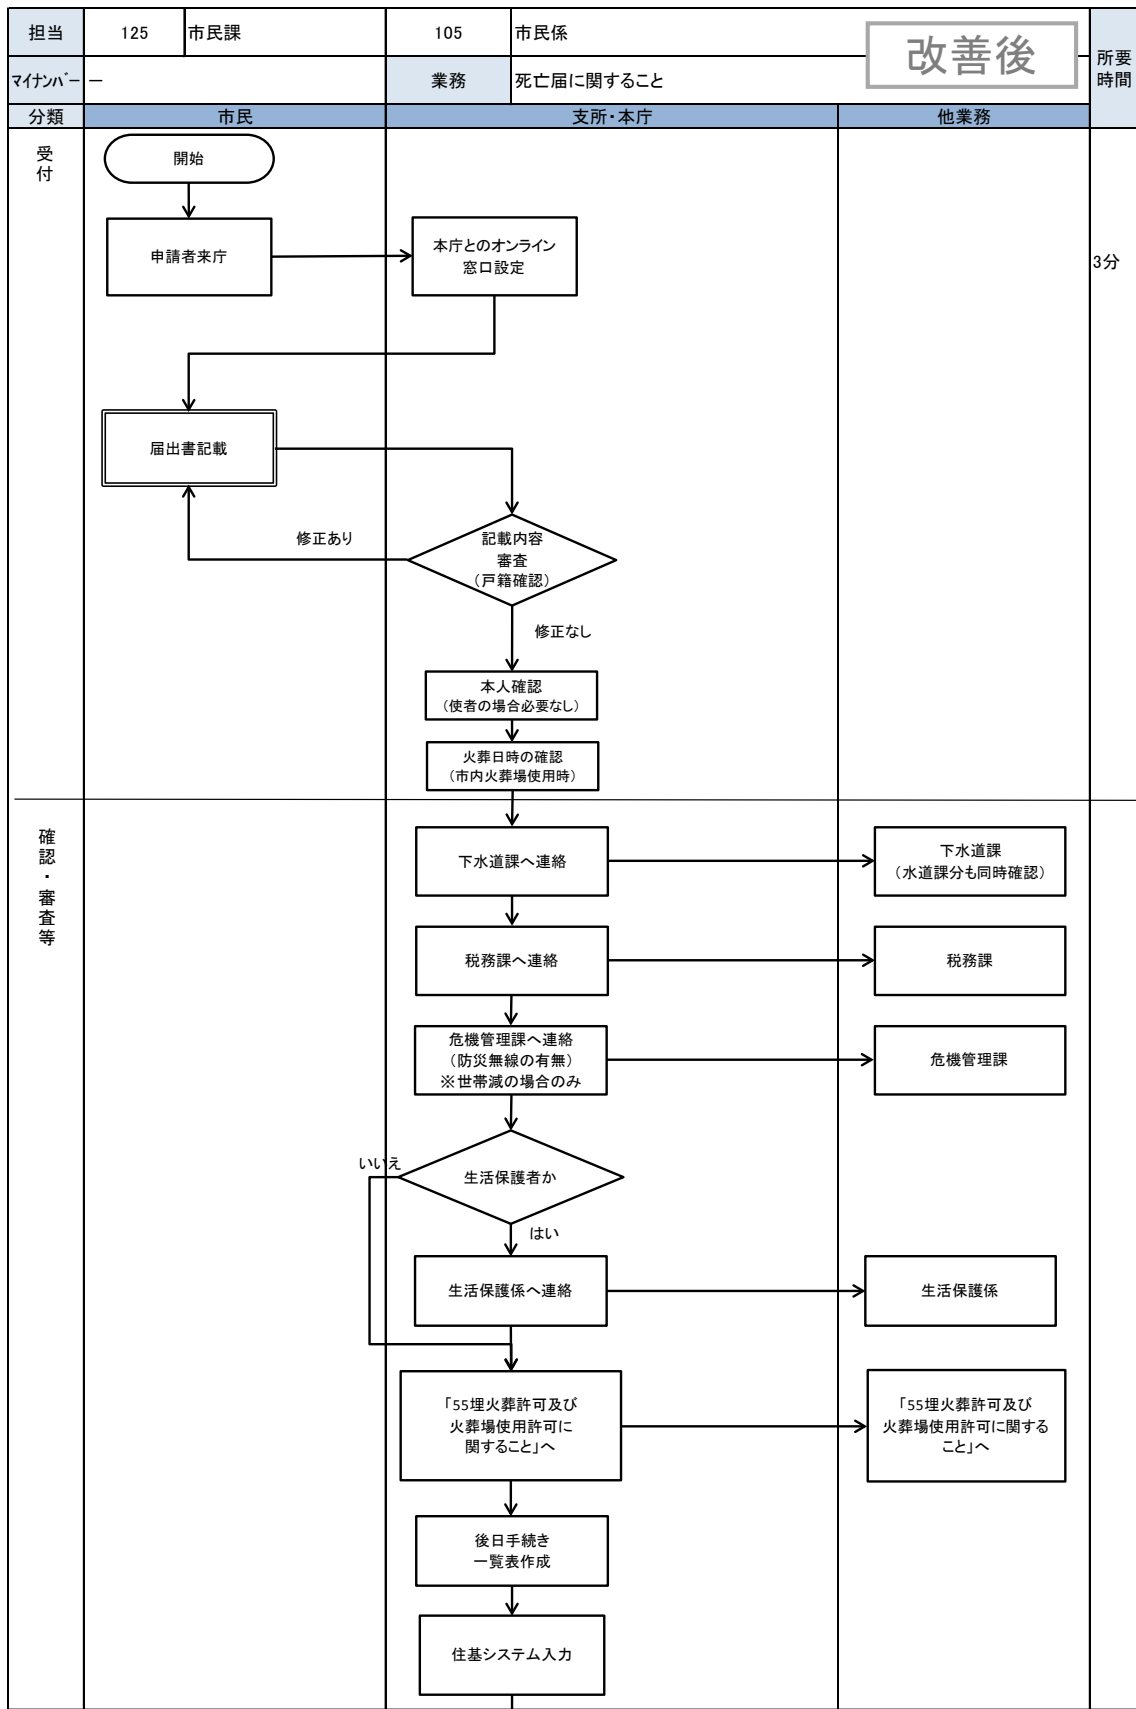 担当
125
市民課
105
市民係
改善後
所要
時間
マイナンバー
－
業務
死亡届に関すること
分類
市民
支所・本庁
他業務
受
付
開始
申請者来庁
本庁とのオンライン
窓口設定
3分
届出書記載
修正あり
記載内容
審査
（戸籍確認）
修正なし
本人確認
（使者の場合必要なし）
火葬日時の確認
（市内火葬場使用時）
確
認
・
審
査
等
下水道課へ連絡
下水道課
（水道課分も同時確認）
税務課へ連絡
税務課
危機管理課へ連絡
（防災無線の有無）
※世帯減の場合のみ
危機管理課
いいえ
生活保護者か
はい
生活保護係へ連絡
生活保護係
「55埋火葬許可及び
火葬場使用許可に
関すること」へ
「55埋火葬許可及び
火葬場使用許可に関する
こと」へ
後日手続き
一覧表作成
住基システム入力